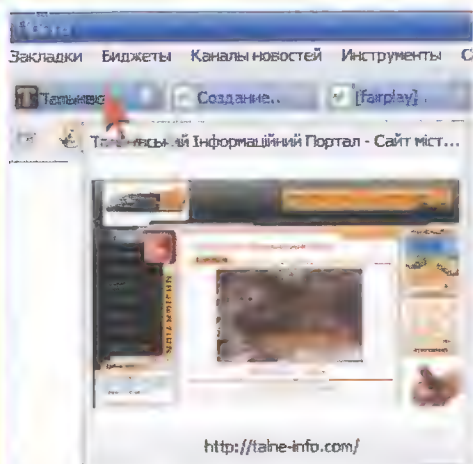 Закладки Виджеты Каналы новостей Инструменты С
Создание..
[fairplay] .
Інформаційний Портал - Сайт міст...
http://talne-info.com/